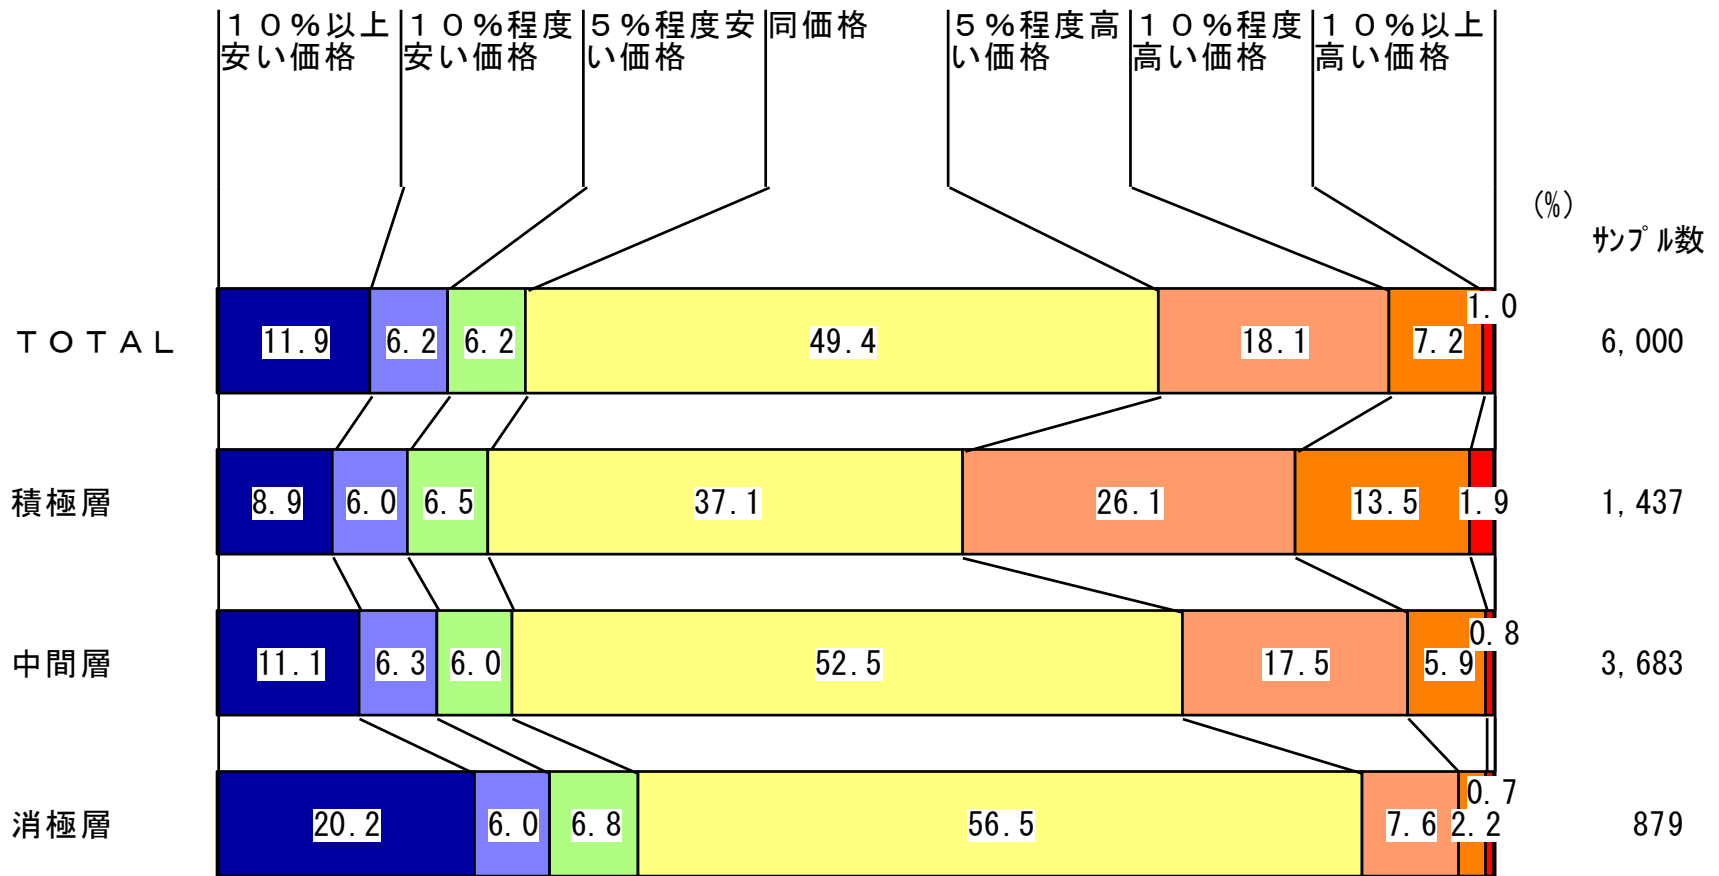 １０％以上
安い価格
１０％程度
安い価格
５％程度安
い価格
同価格
５％程度高
い価格
１０％程度
高い価格
１０％以上
高い価格
(%)
ｻﾝﾌﾟﾙ数
ＴＯＴＡＬ 11.9 6.2 6.2 49.4 18.1 7.2 1.0 6,000
積極層 8.9 6.0 6.5 37.1 26.1 13.5 1.9 1,437
中間層 11.1 6.3 6.0 52.5 17.5 5.9 0.8 3,683
消極層 20.2 6.0 6.8 56.5 7.6 2.2 0.7 879